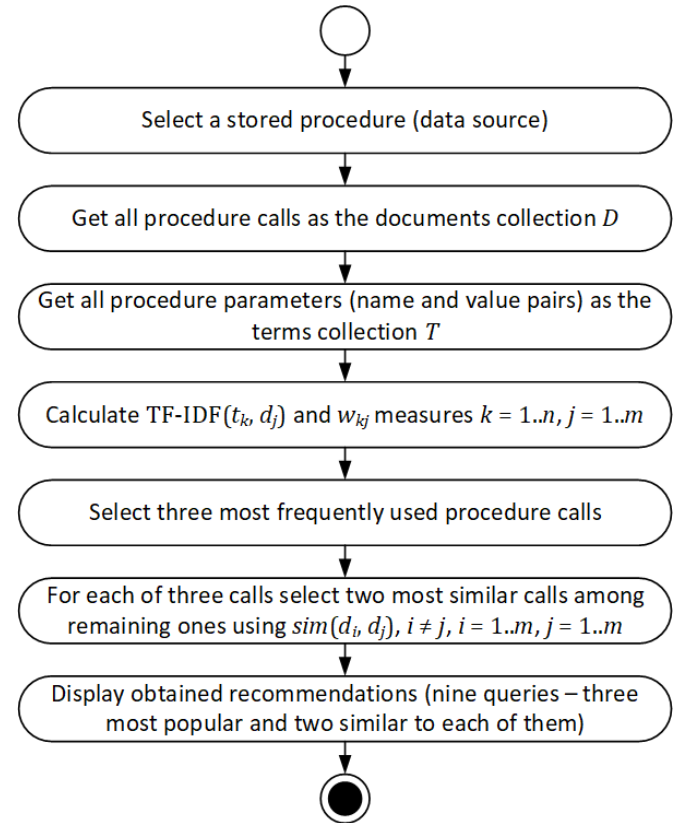 Select a stored procedure (data source)
Get all procedure calls as the documents collection D
Get all procedure parameters (name and value pairs) as the
terms collection T
Calculate TF-IDF(tₖ, dⱼ) and wₖⱼ measures k = 1..n, j = 1..m
Select three most frequently used procedure calls
For each of three calls select two most similar calls among
remaining ones using sim(dᵢ, dⱼ), i ≠ j, i = 1..m, j = 1..m
Display obtained recommendations (nine queries – three
most popular and two similar to each of them)